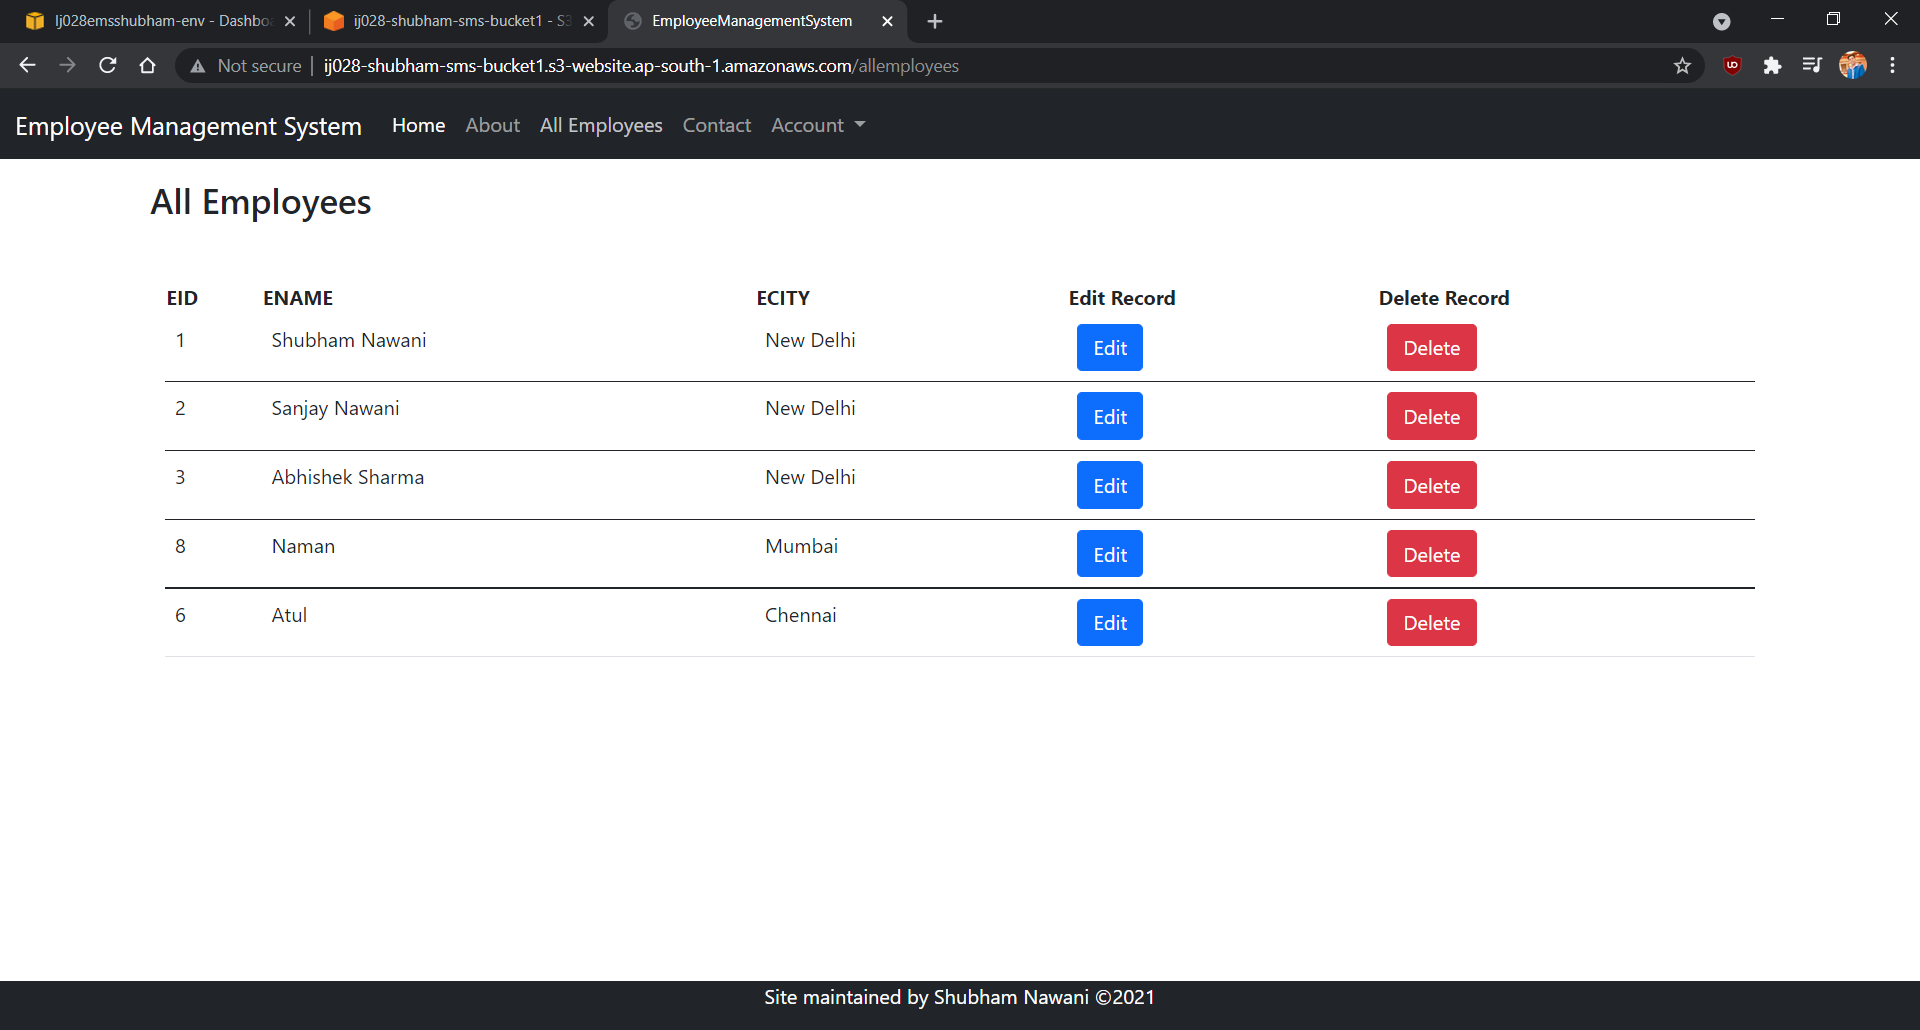 Ij028emsshubham-env - Dashboa ij028-shubham-sms-bucket1 - S3 EmployeeManagementSystem
Not secure ij028-shubham-sms-bucket1.s3-website.ap-south-1.amazonaws.com/allemployees
Employee Management System Home About All Employees Contact Account
All Employees
EID ENAME ECITY Edit Record Delete Record
1 Shubham Nawani New Delhi Edit Delete
2 Sanjay Nawani New Delhi Edit Delete
3 Abhishek Sharma New Delhi Edit Delete
8 Naman Mumbai Edit Delete
6 Atul Chennai Edit Delete
Site maintained by Shubham Nawani ©2021